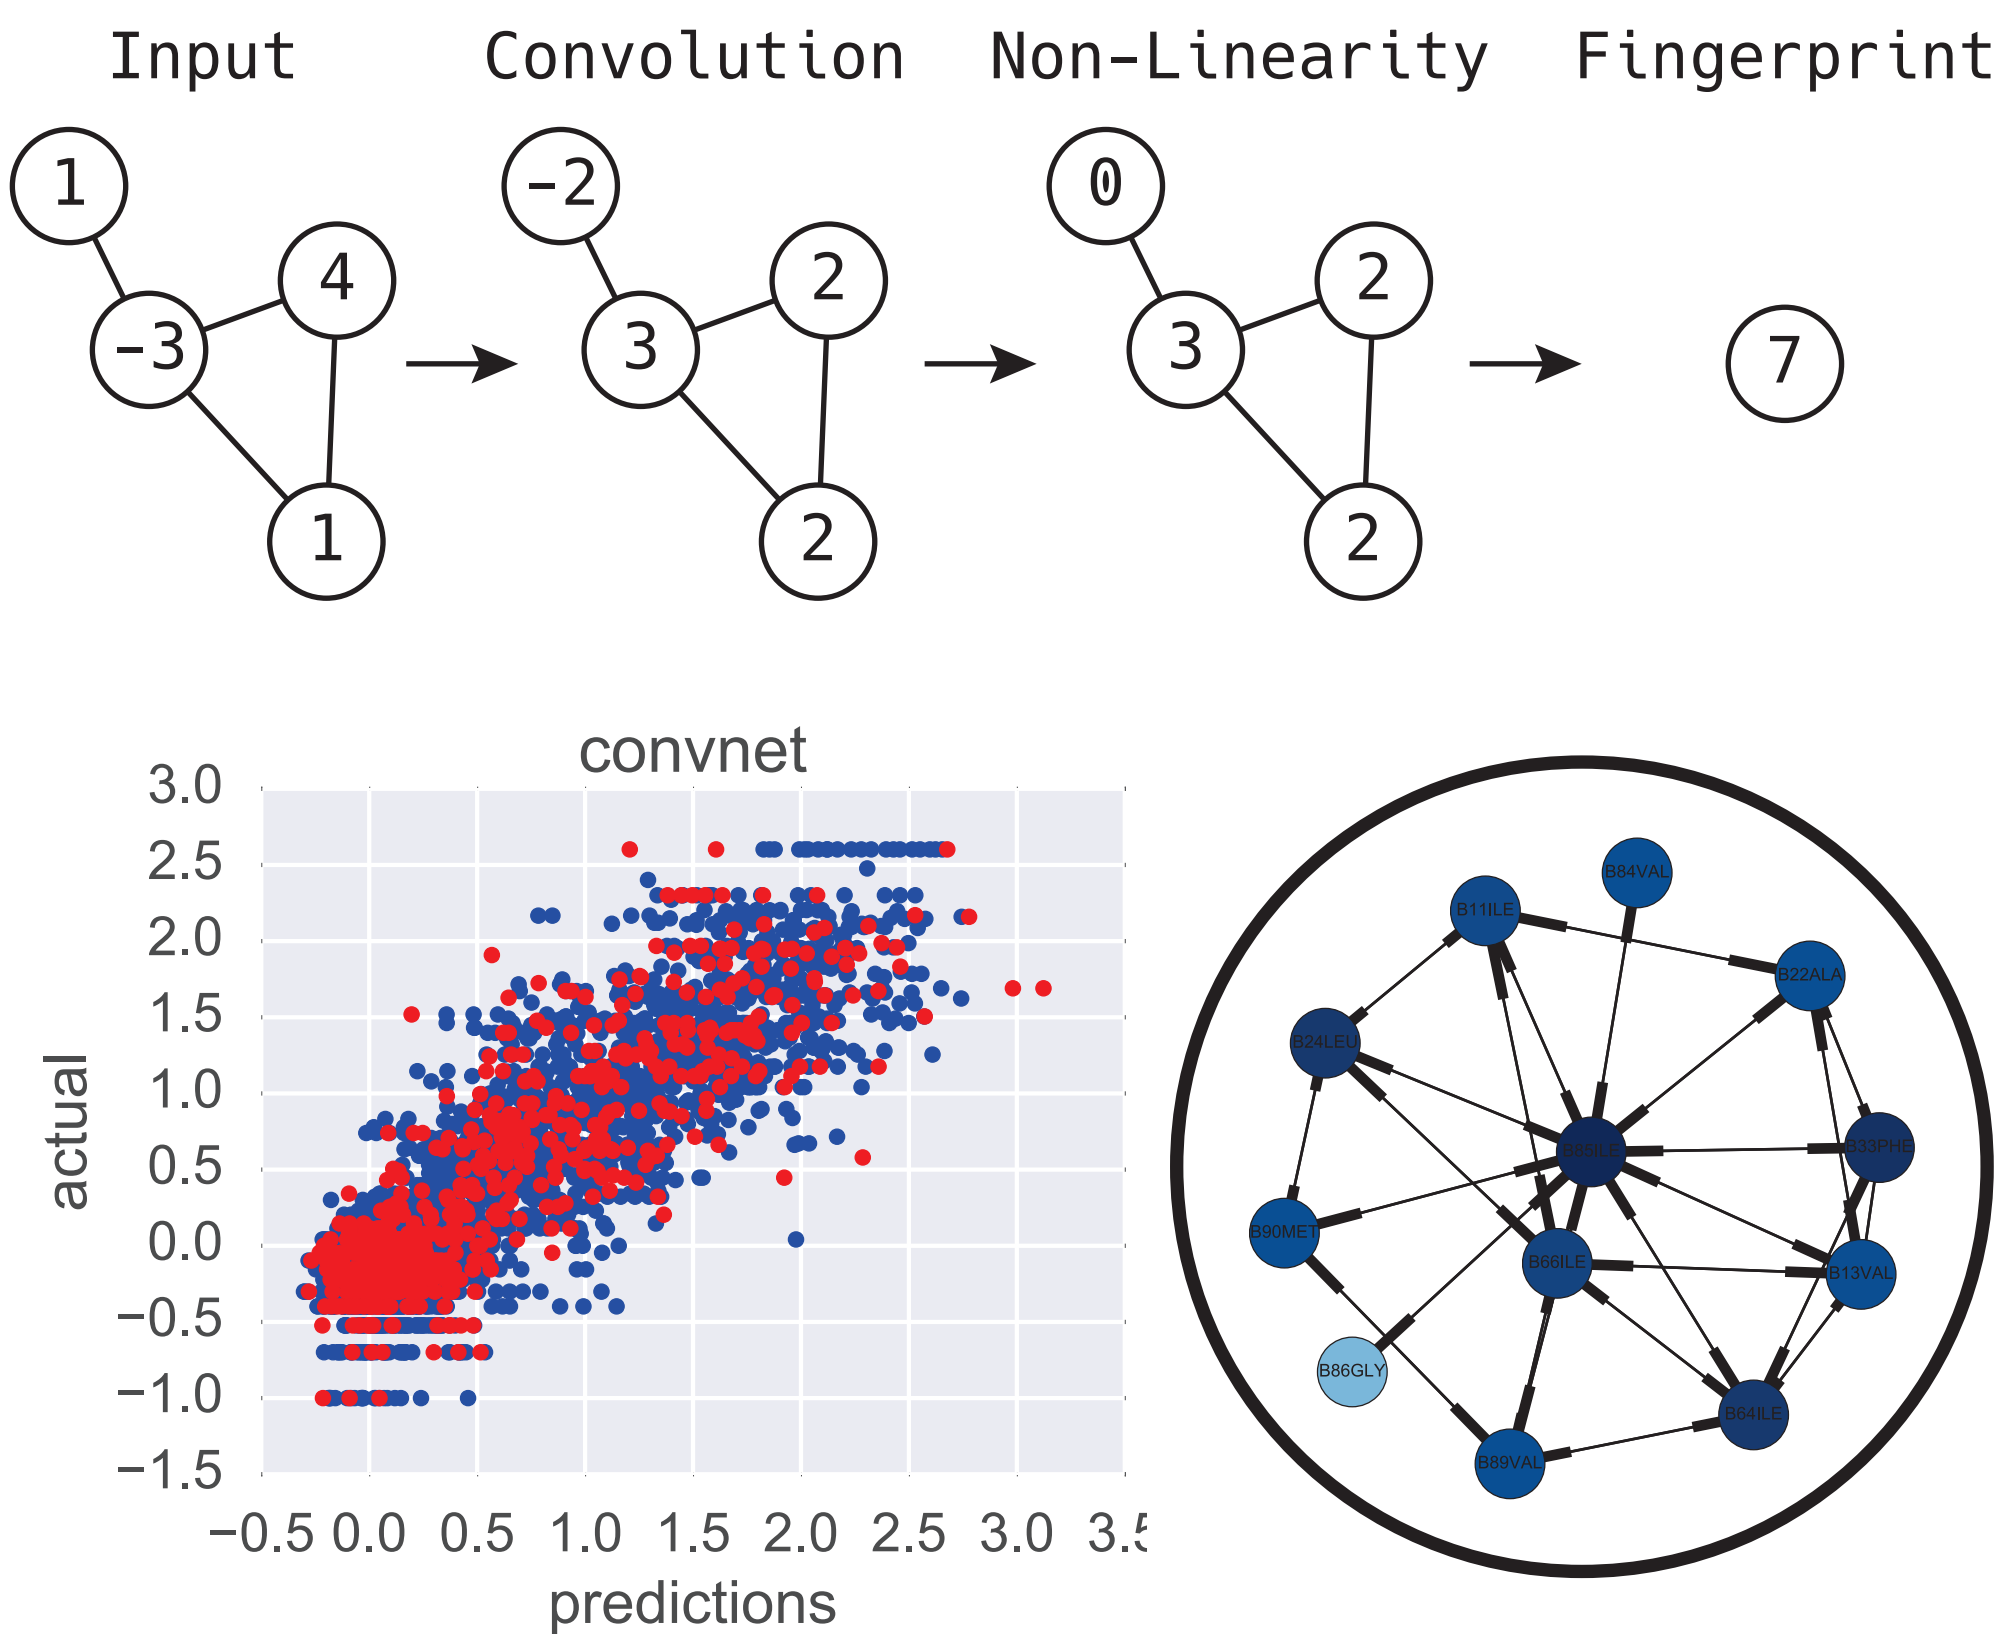 Input Convolution Non-Linearity Fingerprint
1 -2 0
4 2 2
-3 3 3 7
1 2 2
convnet
3.0
2.5
2.0
1.5
1.0
0.5
0.0
−0.5
−1.0
−1.5
actual
−0.5 0.0 0.5 1.0 1.5 2.0 2.5 3.0 3.5
predictions
B84VAL
B11ILE
B22ALA
B24LEU
B33PHE
B85ILE
B90MET
B66ILE
B13VAL
B86GLY
B64ILE
B89VAL